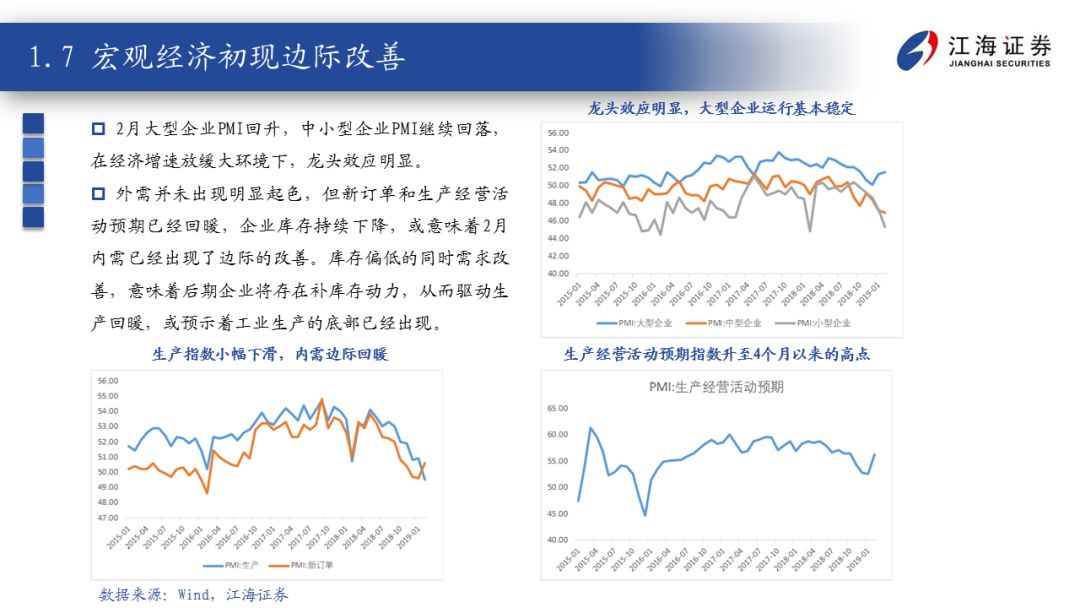 1.7 宏观经济初现边际改善
江海证券
JIANGHAI SECURITIES
2月大型企业PMI回升，中小型企业PMI继续回落，
在经济增速放缓大环境下，龙头效应明显。
外需并未出现明显起色，但新订单和生产经营活
动预期已经回暖，企业库存持续下降，或意味着2月
内需已经出现了边际的改善。库存偏低的同时需求改
善，意味着后期企业将存在补库存动力，从而驱动生
产回暖，或预示着工业生产的底部已经出现。
龙头效应明显，大型企业运行基本稳定
56.00
54.00
52.00
50.00
48.00
46.00
44.00
42.00
40.00
2015-01 2015-04 2015-07 2015-10 2016-01 2016-04 2016-07 2016-10 2017-01 2017-04 2017-07 2017-10 2018-01 2018-04 2018-07 2018-10 2019-01
PMI:大型企业 PMI:中型企业 PMI:小型企业
生产指数小幅下滑，内需边际回暖
56.00
55.00
54.00
53.00
52.00
51.00
50.00
49.00
48.00
47.00
2015-01 2015-04 2015-07 2015-10 2016-01 2016-04 2016-07 2016-10 2017-01 2017-04 2017-07 2017-10 2018-01 2018-04 2018-07 2018-10 2019-01
PMI:生产 PMI:新订单
生产经营活动预期指数升至4个月以来的高点
PMI:生产经营活动预期
65.00
60.00
55.00
50.00
45.00
40.00
2015-01 2015-04 2015-07 2015-10 2016-01 2016-04 2016-07 2016-10 2017-01 2017-04 2017-07 2017-10 2018-01 2018-04 2018-07 2018-10 2019-01
数据来源：Wind，江海证券